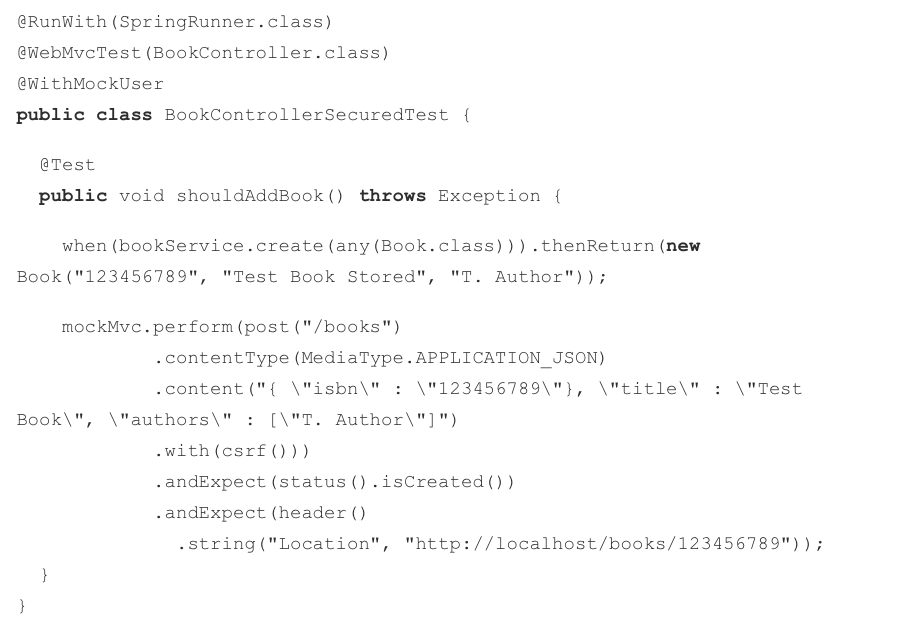 @RunWith(SpringRunner.class)
@WebMvcTest(BookController.class)
@WithMockUser
public class BookControllerSecuredTest {
@Test
public void shouldAddBook() throws Exception {
when(bookService.create(any(Book.class))).thenReturn(new
Book("123456789", "Test Book Stored", "T. Author"));
mockMvc.perform(post("/books")
.contentType(MediaType.APPLICATION_JSON)
.content("{ \"isbn\" : \"123456789\"}, \"title\" : \"Test
Book\", \"authors\" : [\"T. Author\"]")
.with(csrf()))
.andExpect(status().isCreated())
.andExpect(header()
.string("Location", "http://localhost/books/123456789"));
}
}